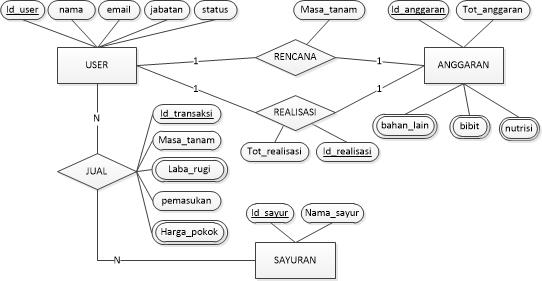 Id_user
nama
email
jabatan
status
Masa_tanam
Id_anggaran
Tot_anggaran
USER
1
RENCANA
1
ANGGARAN
1
1
REALISASI
Tot_realisasi
Id_realisasi
bahan_lain
bibit
nutrisi
N
Id_transaksi
Masa_tanam
JUAL
Laba_rugi
pemasukan
Harga_pokok
Id_sayur
Nama_sayur
N
SAYURAN